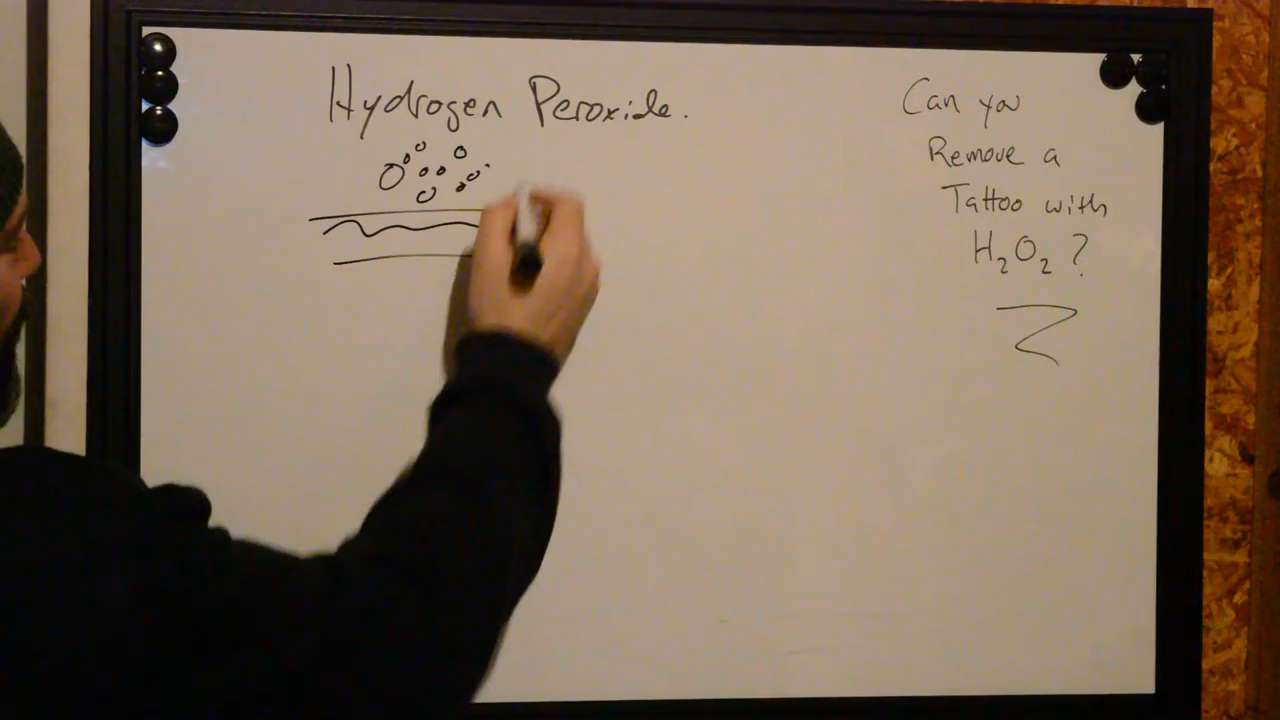 Hydrogen Peroxide.
Can you
Remove a
Tattoo with
H₂O₂?